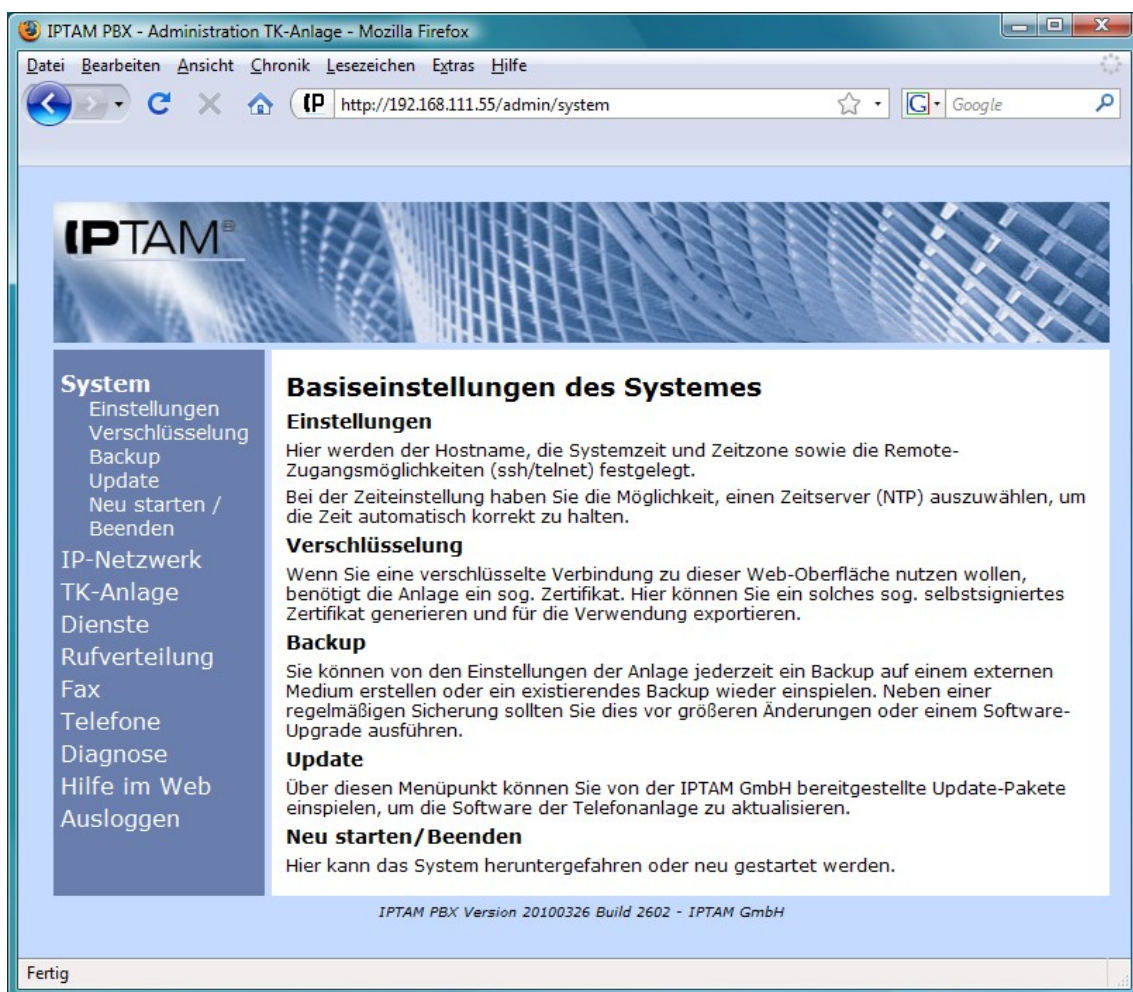 IPTAM PBX - Administration TK-Anlage - Mozilla Firefox
Datei Bearbeiten Ansicht Chronik Lesezeichen Extras Hilfe
(IP http://192.168.111.55/admin/system G Google
IPTAM®
System
Einstellungen
Verschlüsselung
Backup
Update
Neu starten /
Beenden
IP-Netzwerk
TK-Anlage
Dienste
Rufverteilung
Fax
Telefone
Diagnose
Hilfe im Web
Ausloggen
Basiseinstellungen des Systemes
Einstellungen
Hier werden der Hostname, die Systemzeit und Zeitzone sowie die Remote-
Zugangsmöglichkeiten (ssh/telnet) festgelegt.
Bei der Zeiteinstellung haben Sie die Möglichkeit, einen Zeitserver (NTP) auszuwählen, um
die Zeit automatisch korrekt zu halten.
Verschlüsselung
Wenn Sie eine verschlüsselte Verbindung zu dieser Web-Oberfläche nutzen wollen,
benötigt die Anlage ein sog. Zertifikat. Hier können Sie ein solches sog. selbstsigniertes
Zertifikat generieren und für die Verwendung exportieren.
Backup
Sie können von den Einstellungen der Anlage jederzeit ein Backup auf einem externen
Medium erstellen oder ein existierendes Backup wieder einspielen. Neben einer
regelmäßigen Sicherung sollten Sie dies vor größeren Änderungen oder einem Software-
Upgrade ausführen.
Update
Über diesen Menüpunkt können Sie von der IPTAM GmbH bereitgestellte Update-Pakete
einspielen, um die Software der Telefonanlage zu aktualisieren.
Neu starten/Beenden
Hier kann das System heruntergefahren oder neu gestartet werden.
IPTAM PBX Version 20100326 Build 2602 - IPTAM GmbH
Fertig